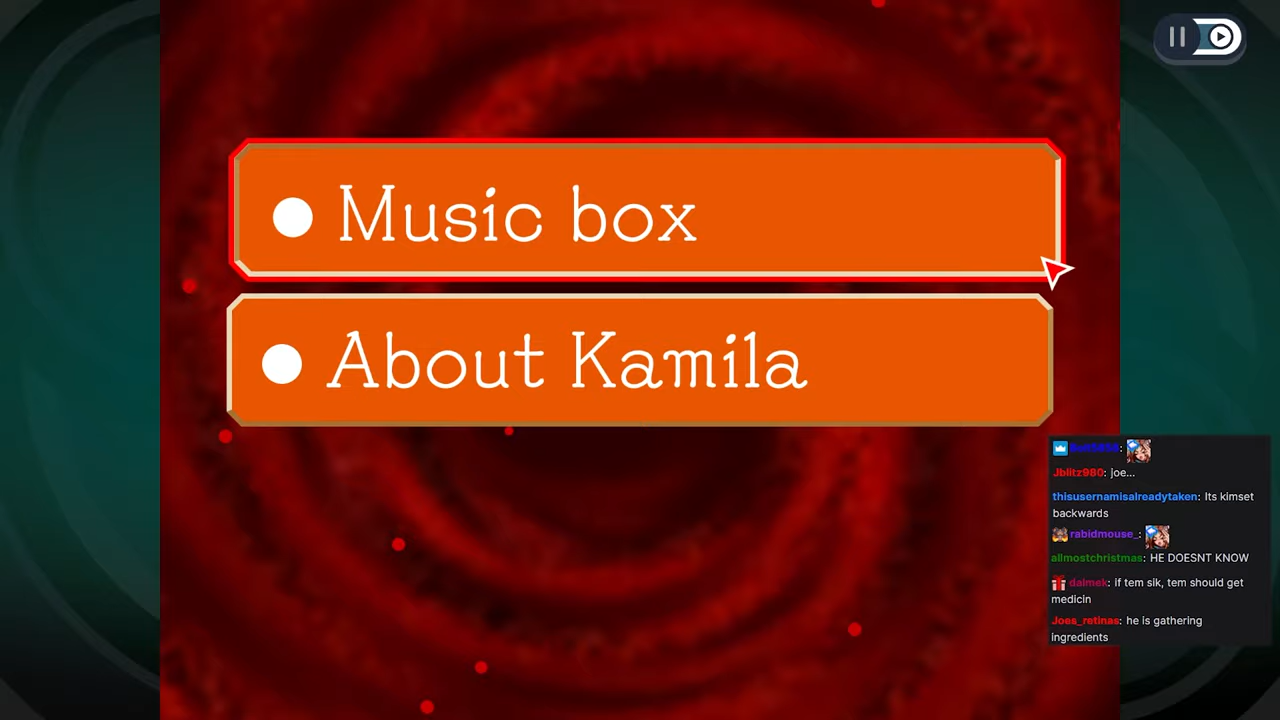 Music box
About Kamila
Jblitz980: joe...
thisusernamisalreadytaken: Its kimset
backwards
rabidmouse_:
allmostchristmas: HE DOESNT KNOW
dalmek: if tem sik, tem should get
medicin
Joes_retinas: he is gathering
ingredients